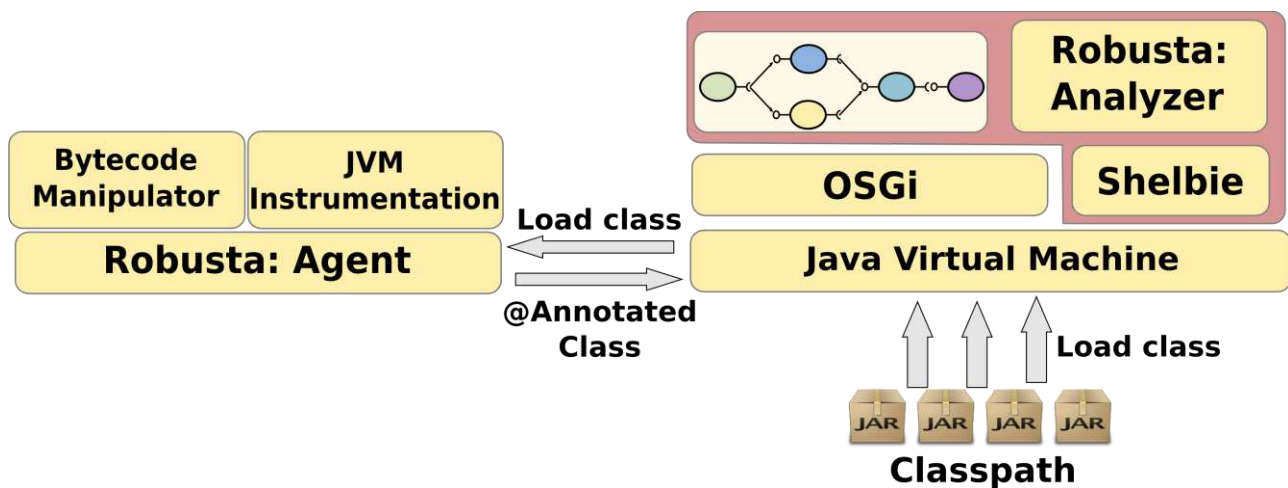 Bytecode
Manipulator
JVM
Instrumentation
Robusta: Agent
Load class
@Annotated
Class
Robusta:
Analyzer
OSGi
Shelbie
Java Virtual Machine
Load class
JAR
JAR
JAR
JAR
Classpath